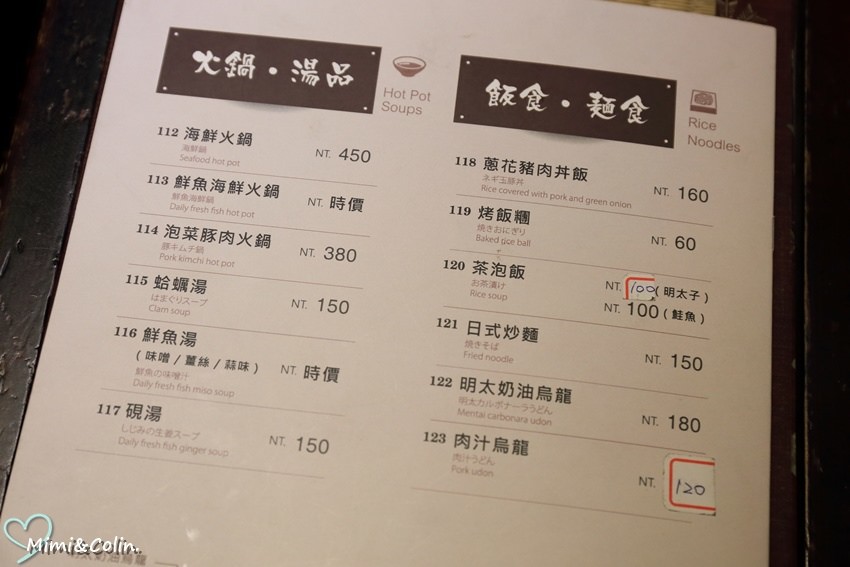 火鍋・湯品
Hot Pot
Soups
112 海鮮火鍋
海鮮鍋
Seafood hot pot
NT. 450
113 鮮魚海鮮火鍋
鮮魚海鮮鍋
Daily fresh fish hot pot
NT. 時價
114 泡菜豚肉火鍋
豚キムチ鍋
Pork kimchi hot pot
NT. 380
115 蛤蠣湯
はまぐりスープ
Clam soup
NT. 150
116 鮮魚湯
(味噌/薑絲/蒜味)
鮮魚の味噌汁
Daily fresh fish miso soup
NT. 時價
117 硯湯
しじみの生姜スープ
Daily fresh fish ginger soup
NT. 150
飯食・麵食
Rice
Noodles
118 蔥花豬肉丼飯
ネギ玉豚丼
Rice covered with pork and green onion
NT. 160
119 烤飯糰
焼きおにぎり
Baked rice ball
NT. 60
120 茶泡飯
お茶漬け
Rice soup
NT. 100(明太子)
NT. 100(鮭魚)
121 日式炒麵
焼きそば
Fried noodle
NT. 150
122 明太奶油烏龍
明太カルボナーラうどん
Mentai carbonara udon
NT. 180
123 肉汁烏龍
肉汁うどん
Pork udon
NT. 120
Mimi&Colin..
奶油烏龍